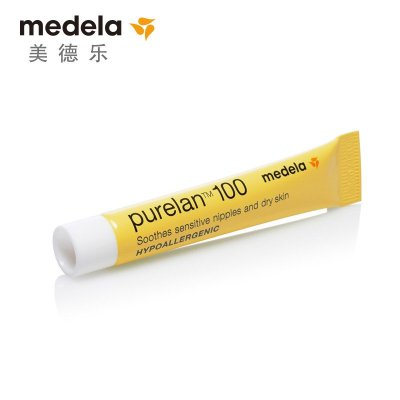 medela
美德乐
medela
purelan™100
Soothes sensitive nipples and dry skin
HYPOALLERGENIC